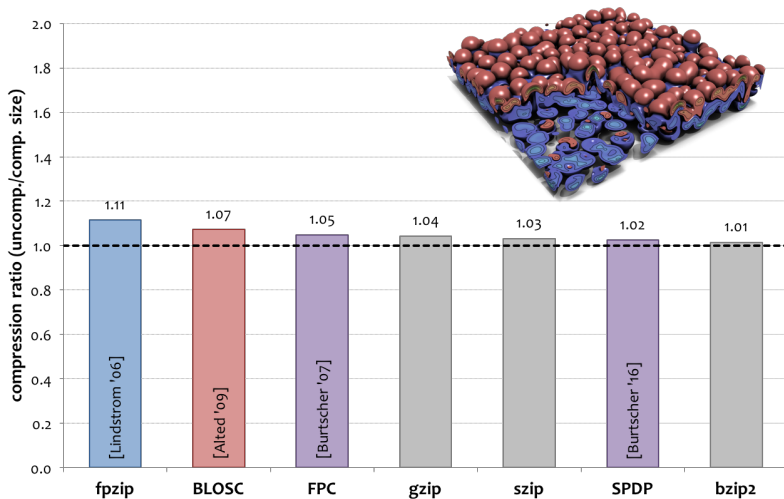 compression ratio (uncomp./comp. size)
2.0
1.8
1.6
1.4
1.2
1.0
0.8
0.6
0.4
0.2
0.0
1.11
1.07
1.05
1.04
1.03
1.02
1.01
[Lindstrom '06]
[Alted '09]
[Burtscher '07]
[Burtscher '16]
fpzip
BLOSC
FPC
gzip
szip
SPDP
bzip2